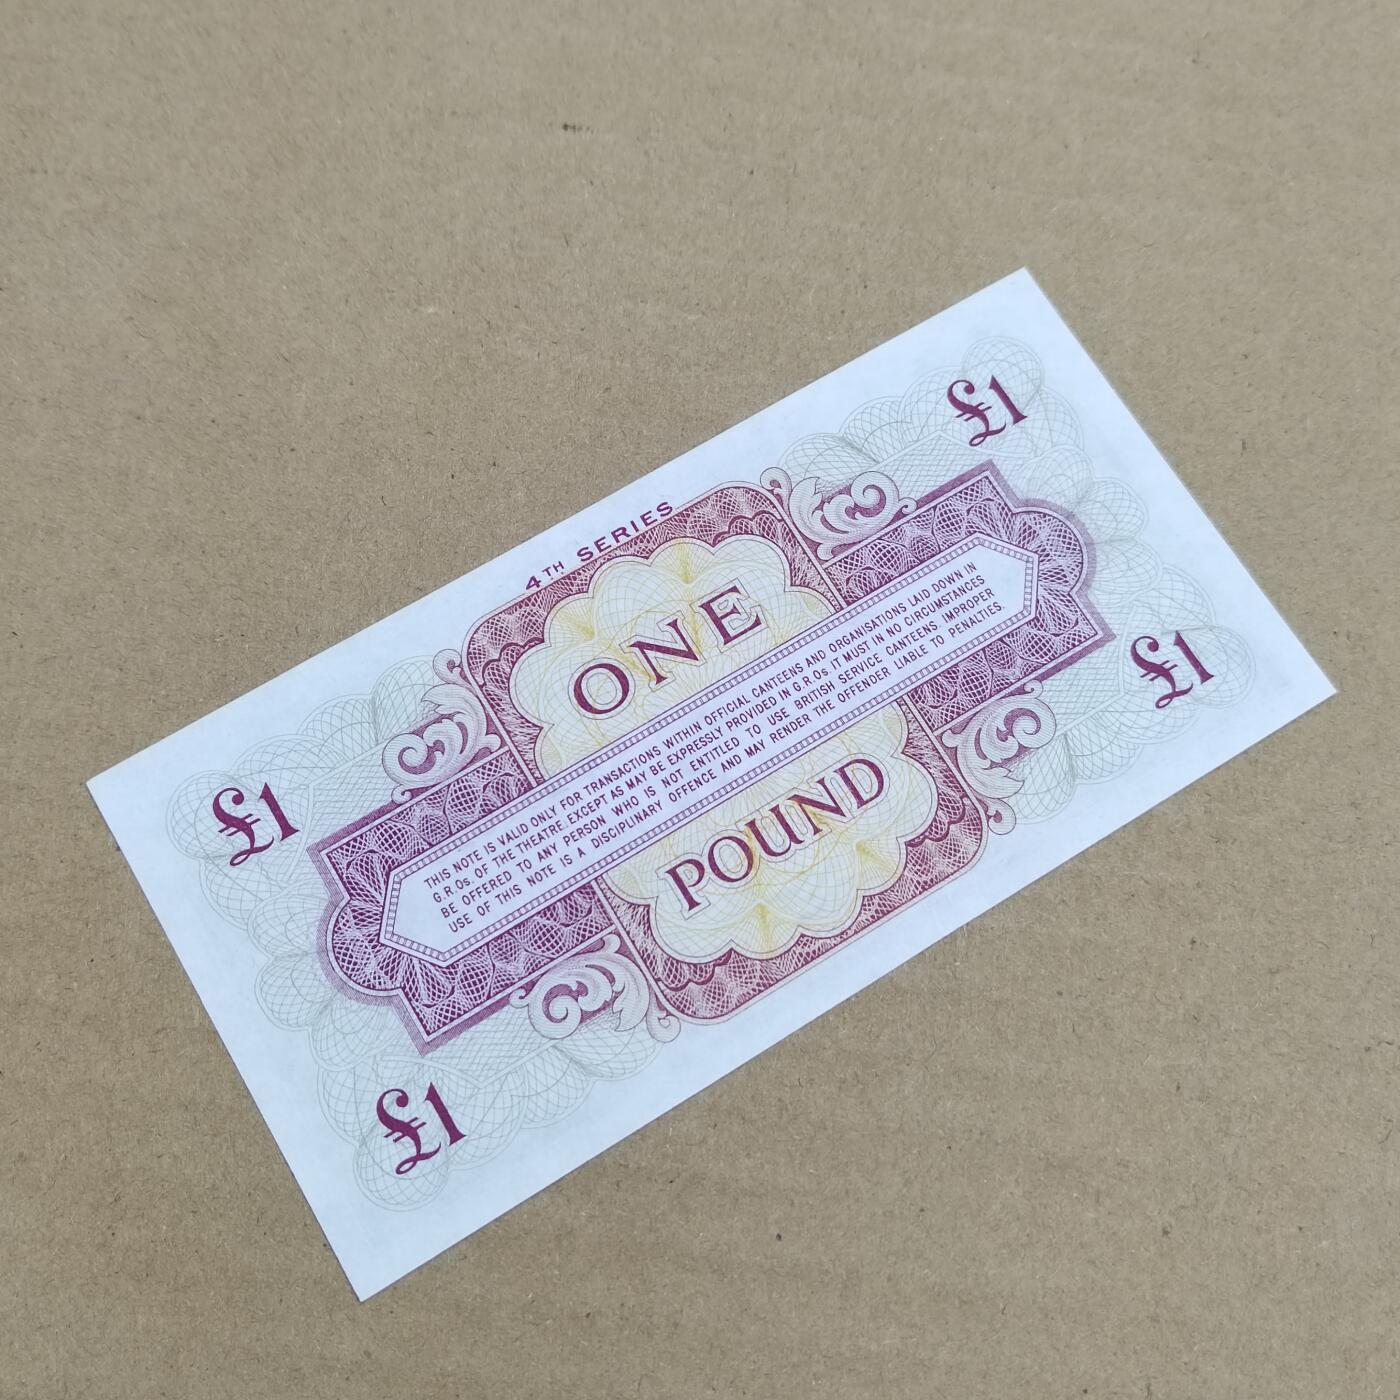 4TH SERIES
£1
£1
ONE
THIS NOTE IS VALID ONLY FOR TRANSACTIONS WITHIN OFFICIAL CANTEENS AND ORGANISATIONS LAID DOWN IN
G.R.Os. OF THE THEATRE. EXCEPT AS MAY BE EXPRESSLY PROVIDED IN G.R.Os. IT MUST IN NO CIRCUMSTANCES
BE OFFERED TO ANY PERSON WHO IS NOT ENTITLED TO USE BRITISH SERVICE CANTEENS IMPROPER
USE OF THIS NOTE IS A DISCIPLINARY OFFENCE AND MAY RENDER THE OFFENDER LIABLE TO PENALTIES.
POUND
£1
£1